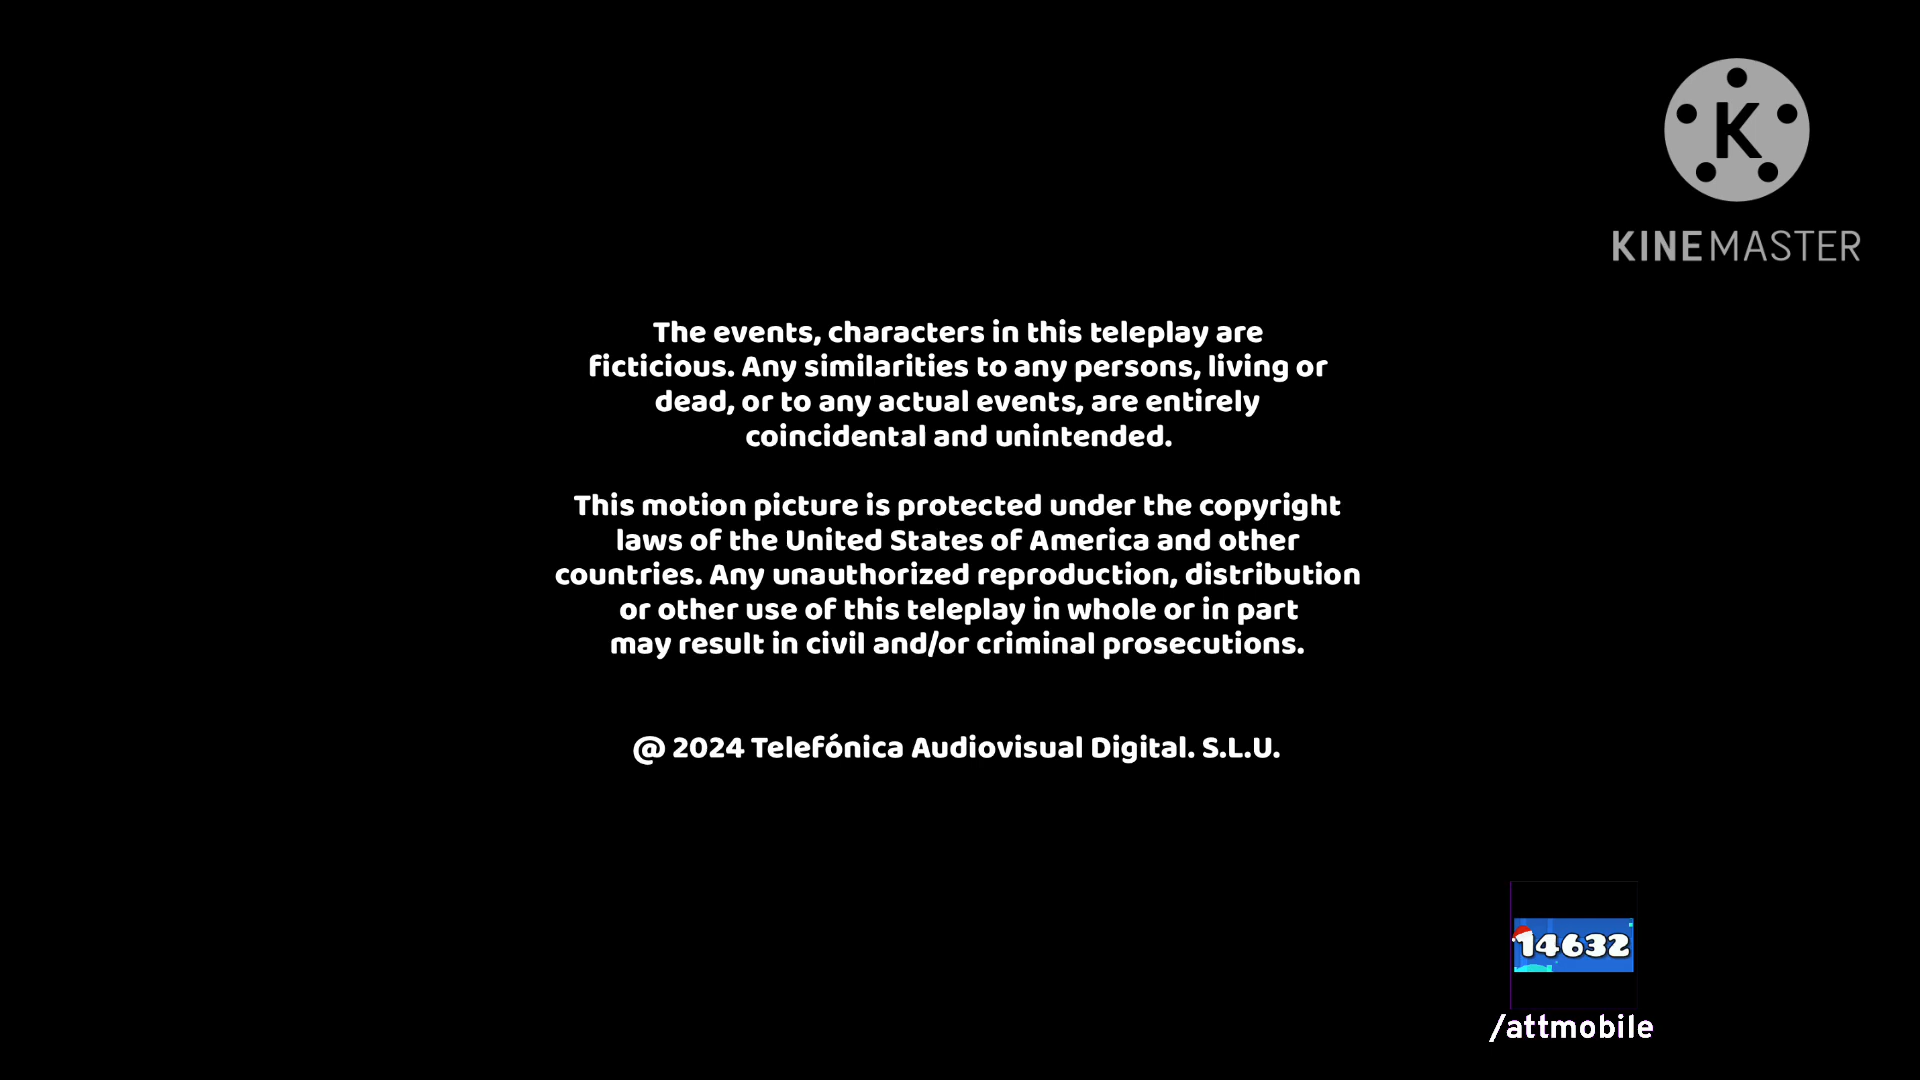 KINEMASTER
The events, characters in this teleplay are
ficticious. Any similarities to any persons, living or
dead, or to any actual events, are entirely
coincidental and unintended.
This motion picture is protected under the copyright
laws of the United States of America and other
countries. Any unauthorized reproduction, distribution
or other use of this teleplay in whole or in part
may result in civil and/or criminal prosecutions.
@ 2024 Telefónica Audiovisual Digital. S.L.U.
14632
/attmobile